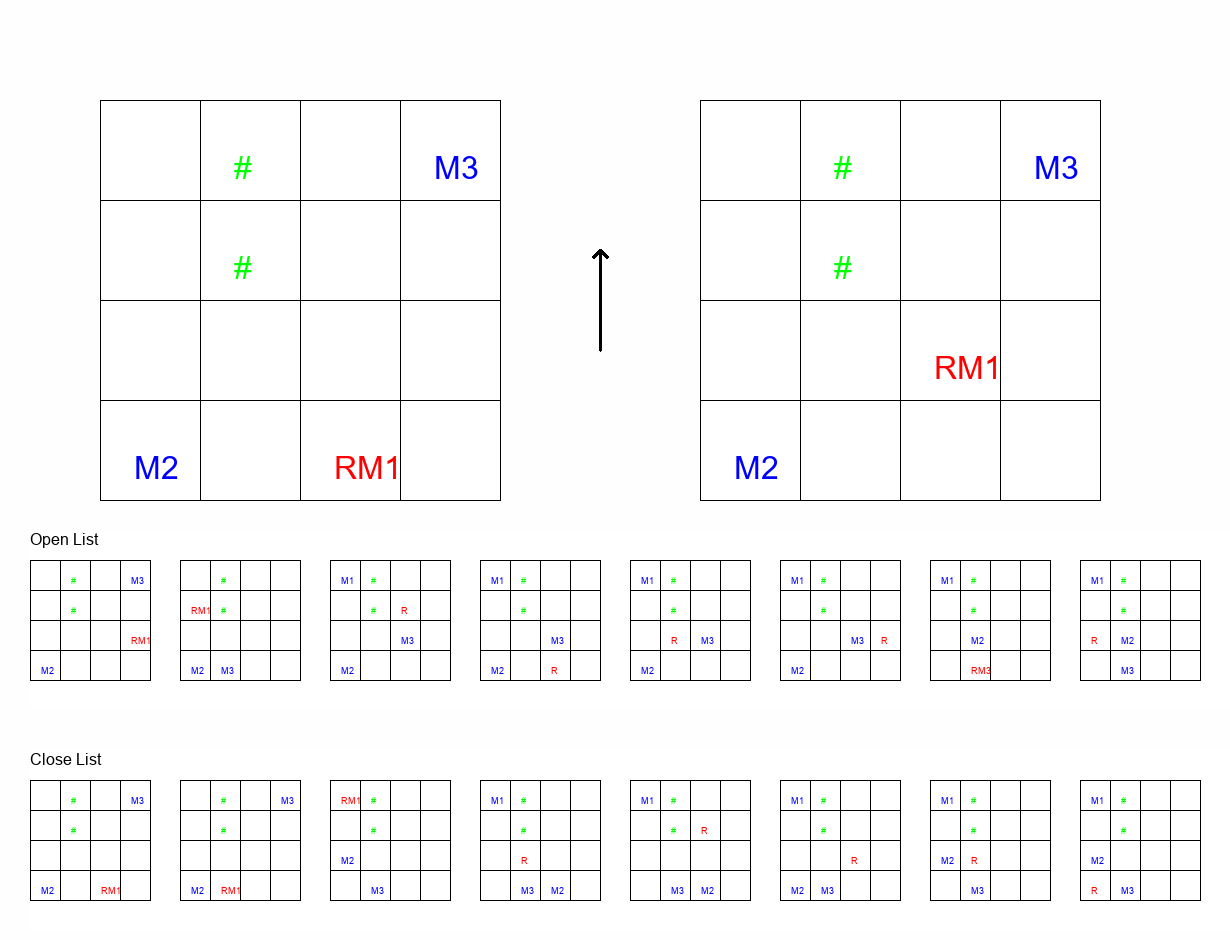 # M3 # M3
# #
RM1
M2 RM1 M2
Open List
# M3 # M1 # M1 # M1 # M1 # M1 # M1 #
# RM1 # # R # # # # #
RM1 M3 M3 R M3 M3 R M2 R M2
M2 M2 M3 M2 M2 R M2 M2 RM3 M3
Close List
# M3 # M3 RM1 # M1 # M1 # M1 # M1 # M1 #
# # # # # R # # #
M2 R R M2 R M2
M2 RM1 M2 RM1 M3 M3 M2 M3 M2 M2 M3 M3 R M3